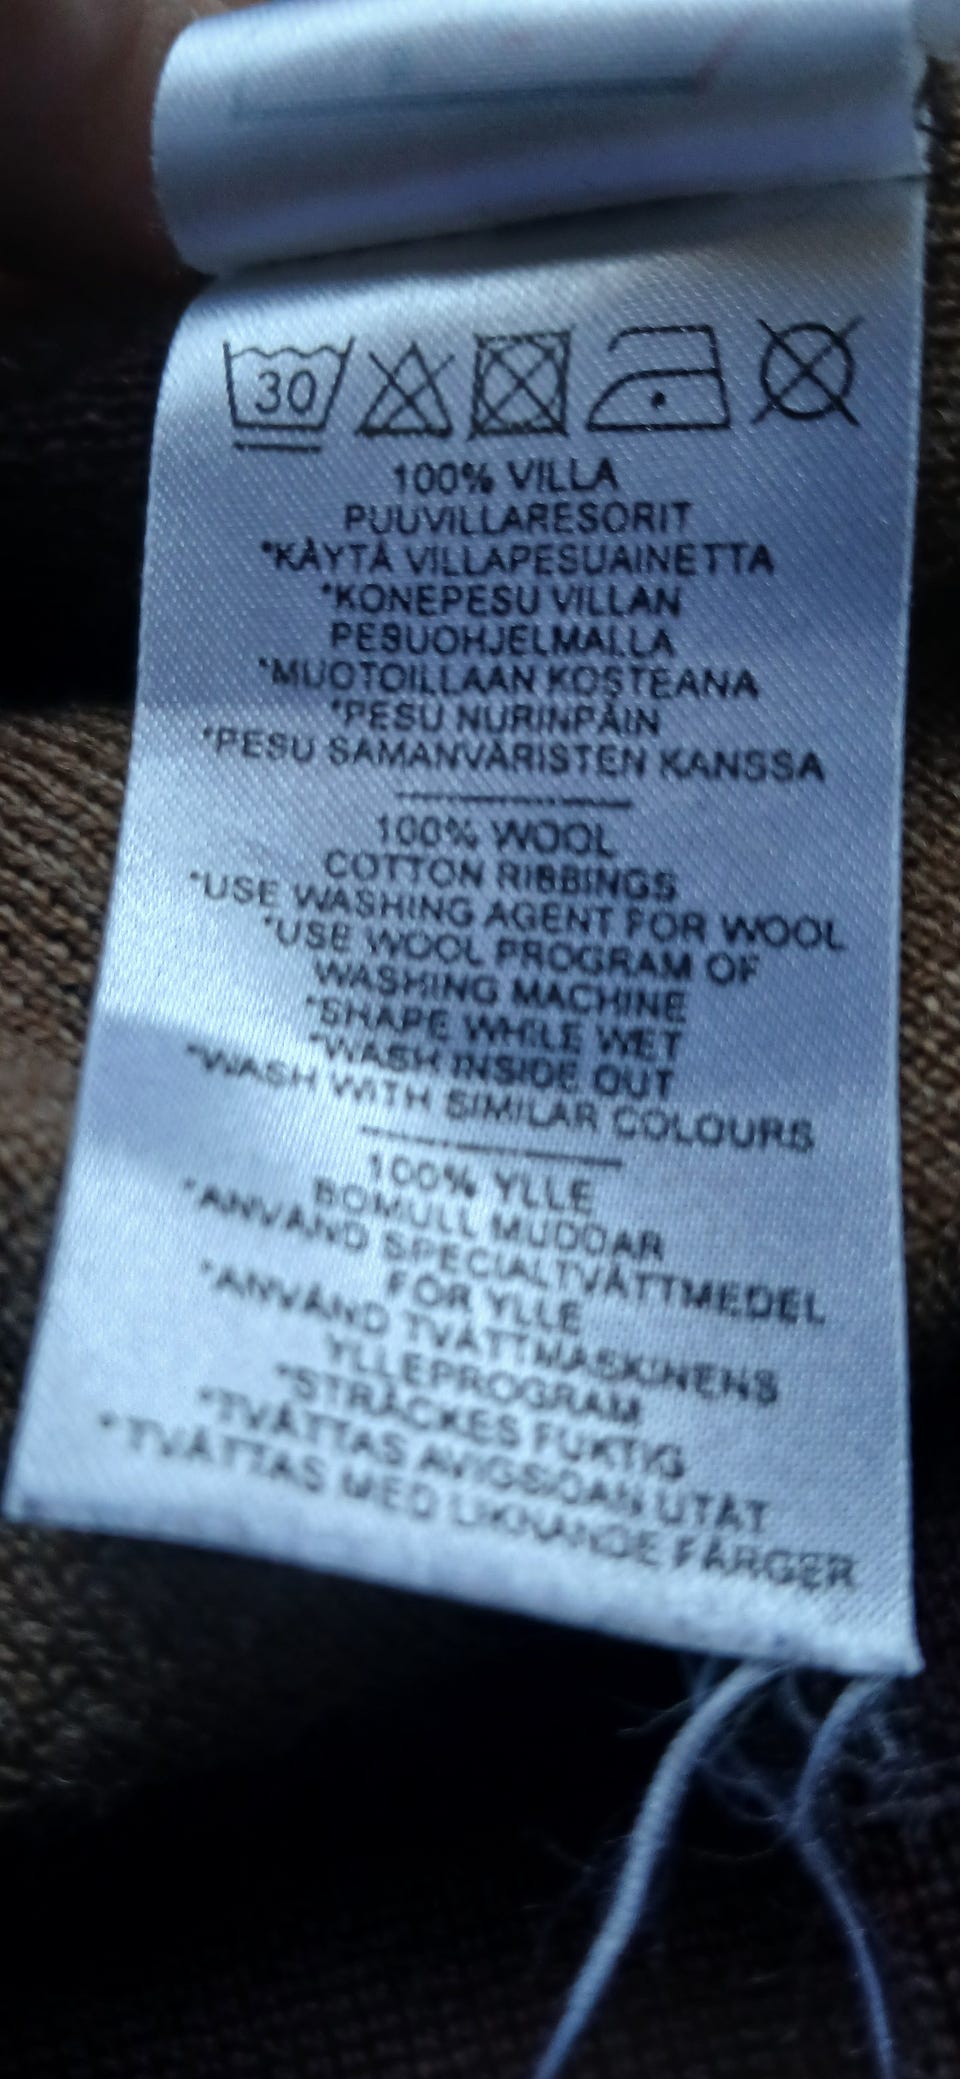 30
100% VILLA
PUUVILLARESORIT
*KÄYTÄ VILLAPESUAINETTA
*KONEPESU VILLAN
PESUOHJELMALLA
*MUOTOILLAAN KOSTEANA
*PESU NURINPÄIN
*PESU SAMANVÄRISTEN KANSSA
100% WOOL
COTTON RIBBINGS
*USE WASHING AGENT FOR WOOL
*USE WOOL PROGRAM OF
WASHING MACHINE
*SHAPE WHILE WET
*WASH INSIDE OUT
*WASH WITH SIMILAR COLOURS
100% YLLE
BOMULL MUDDAR
*ANVÄND SPECIALTVÄTTMEDEL
FÖR YLLE
*ANVÄND TVÄTTMASKINENS
YLLEPROGRAM
*STRÄCKES FUKTIG
*TVÄTTAS AVIGSIDAN UTÅT
*TVÄTTAS MED LIKNANDE FÄRGER